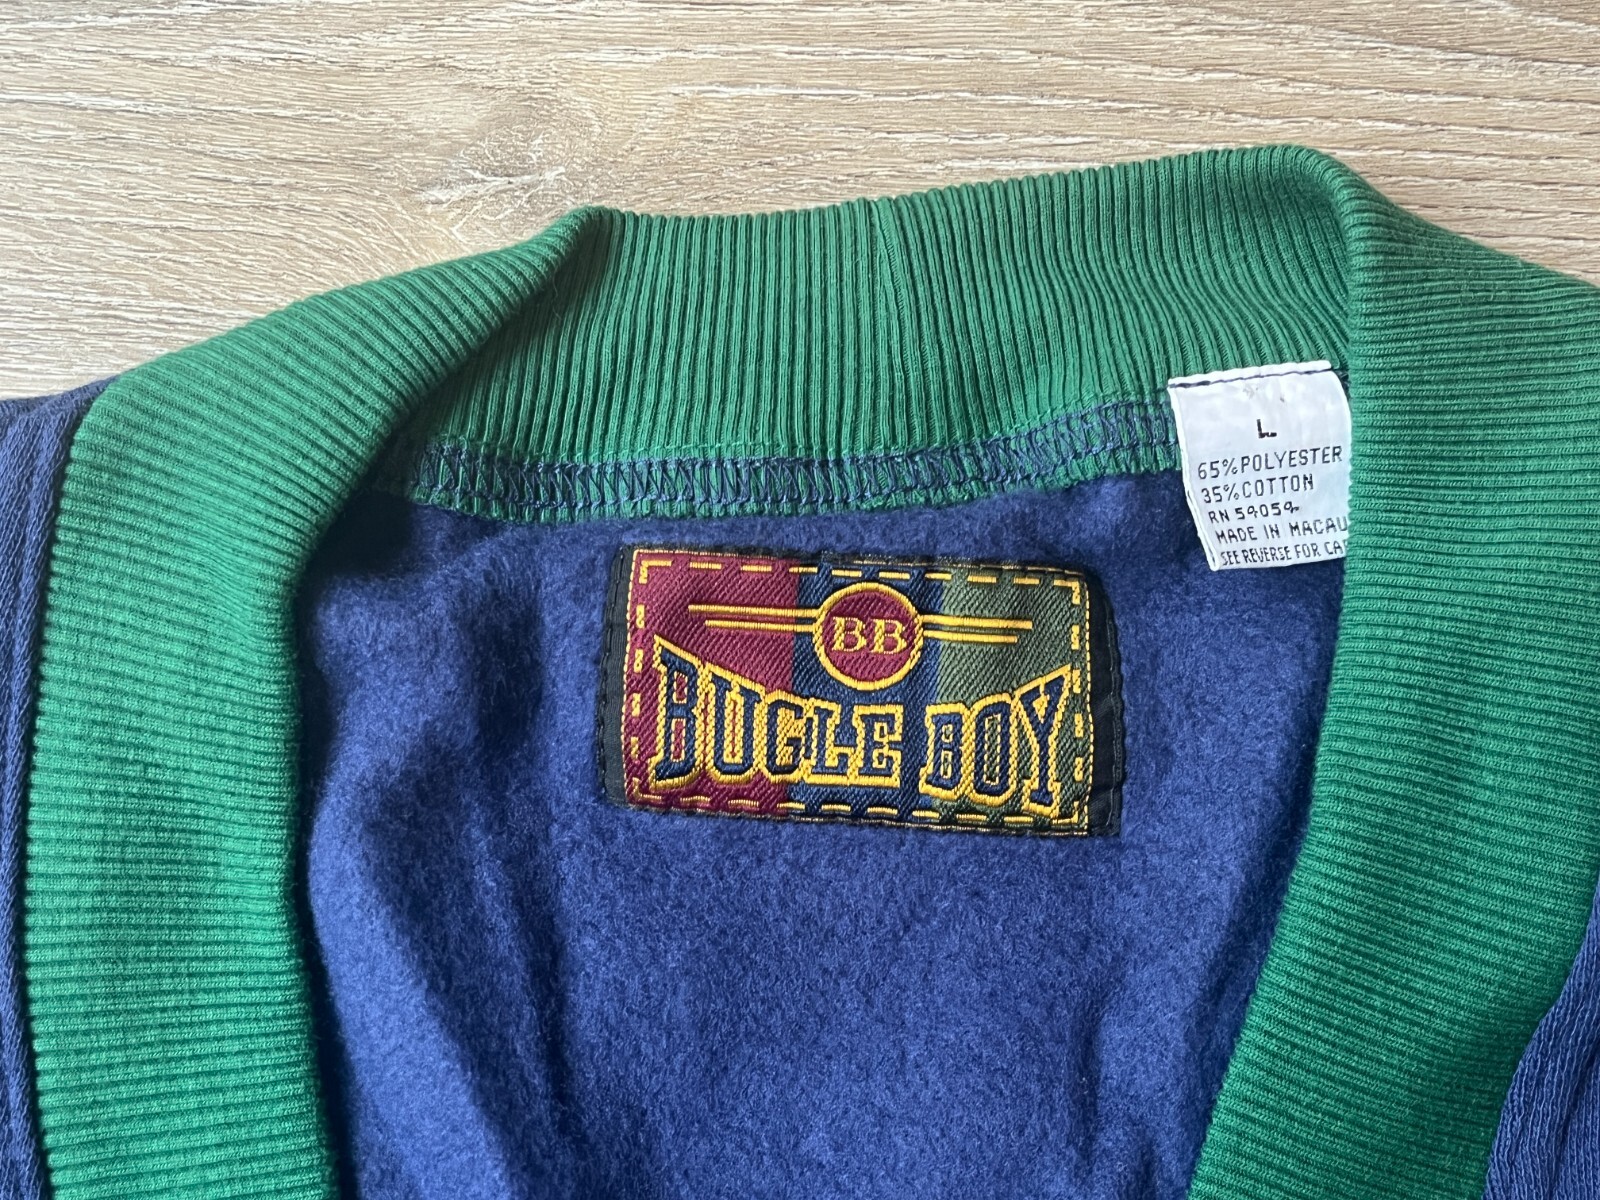 L
65%POLYESTER
35%COTTON
RN 54054
MADE IN MACAU
SEE REVERSE FOR
BB
BUGLE BOY